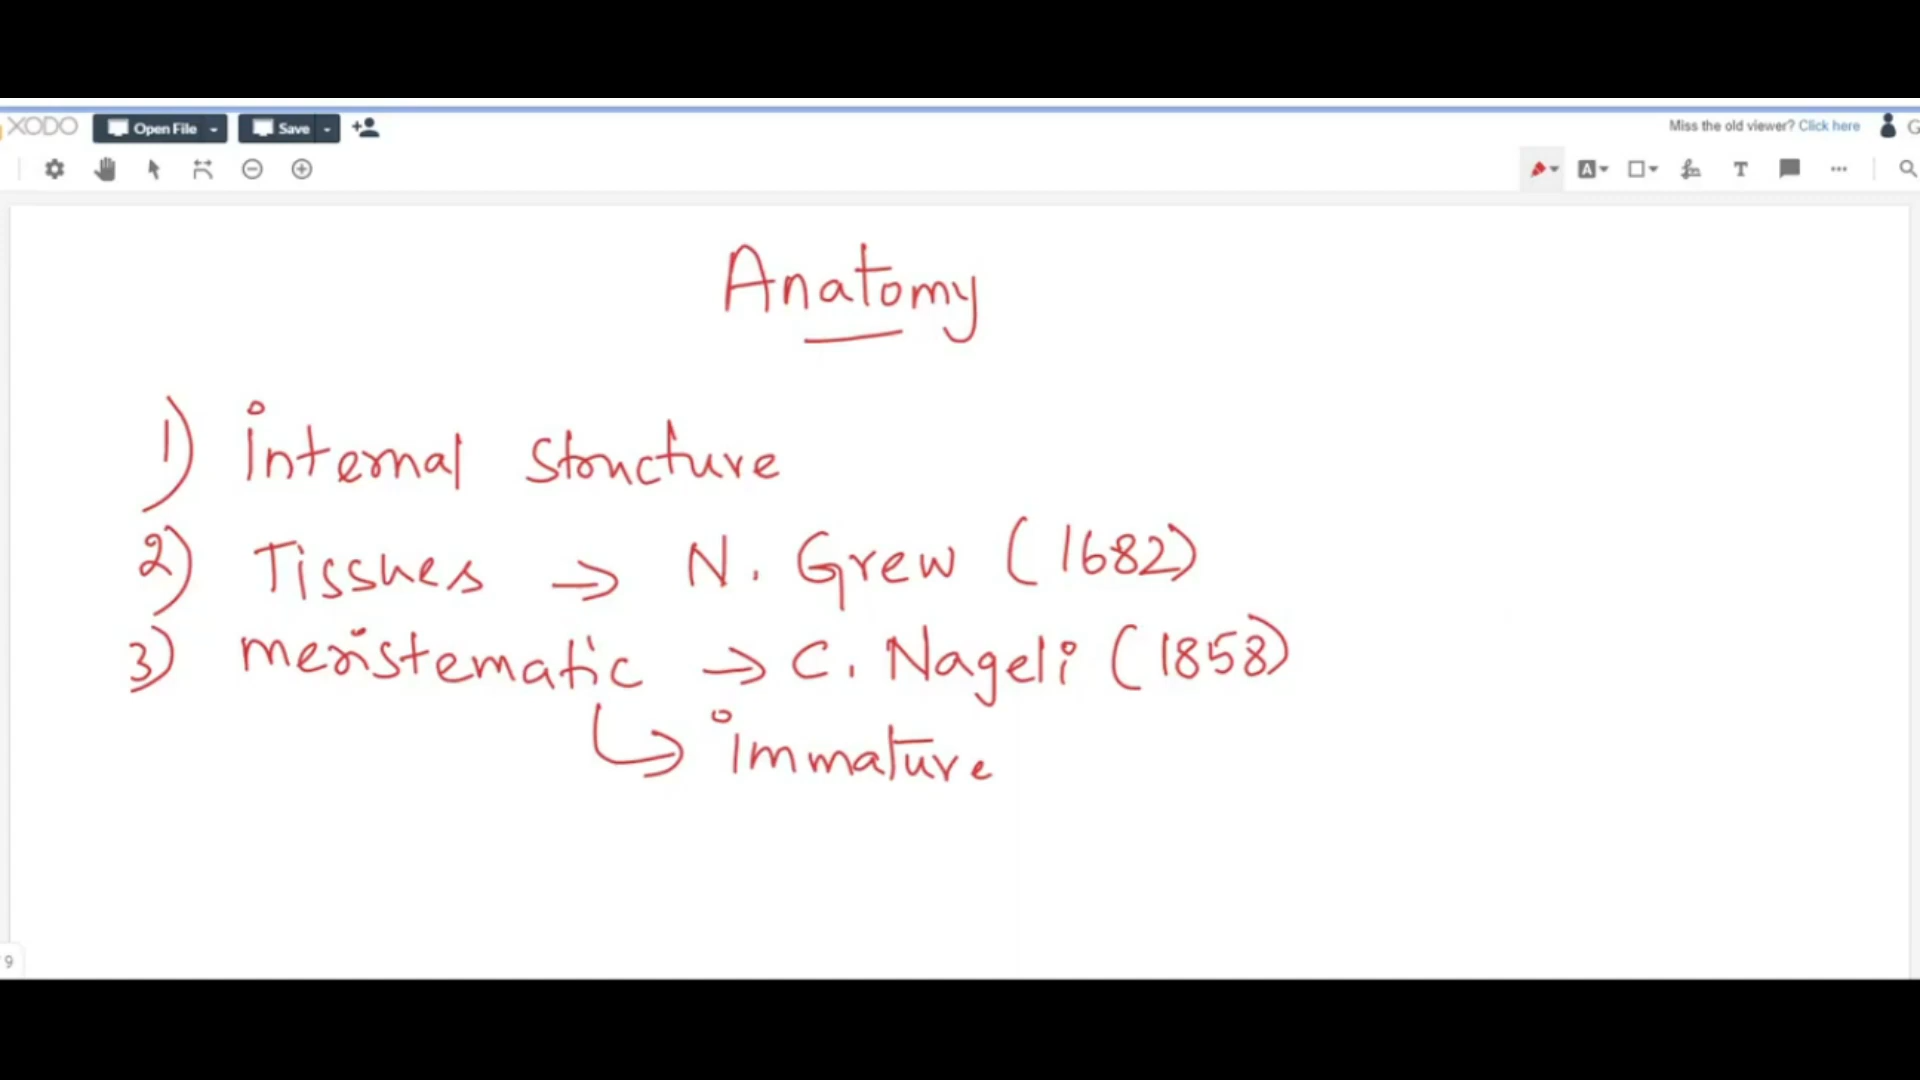 XODO Open File Save Miss the old viewer? Click here G
A T
Anatomy
1) Internal Structure
2) Tissues → N. Grew (1682)
3) Meristematic → C. Nageli (1858)
↳ immature
9